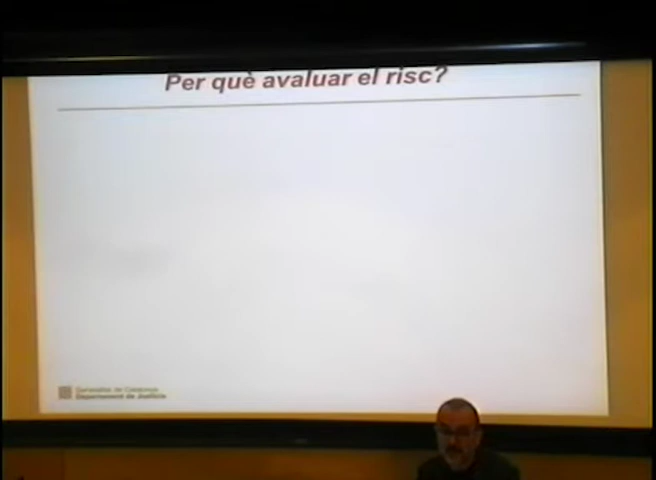 Per què avaluar el risc?
Generalitat de Catalunya
Departament de Justícia